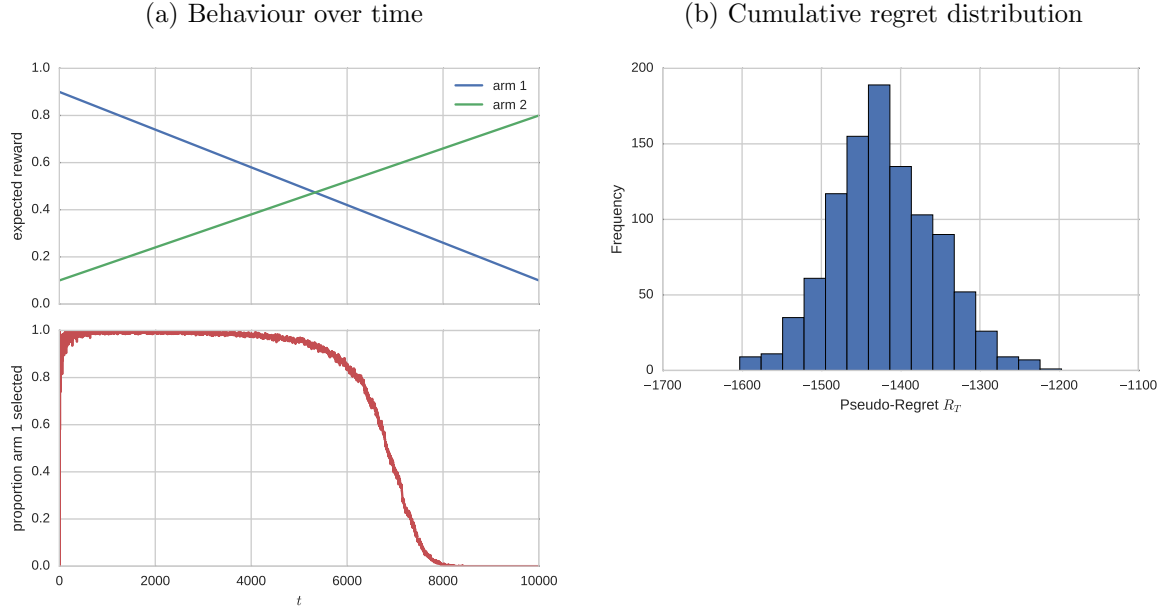 (a) Behaviour over time
1.0
0.8
0.6
0.4
0.2
0.0
expected reward
arm 1
arm 2
1.0
0.8
0.6
0.4
0.2
0.0
proportion arm 1 selected
0 2000 4000 6000 8000 10000
t
(b) Cumulative regret distribution
200
150
100
50
0
Frequency
−1700 −1600 −1500 −1400 −1300 −1200 −1100
Pseudo-Regret R_T